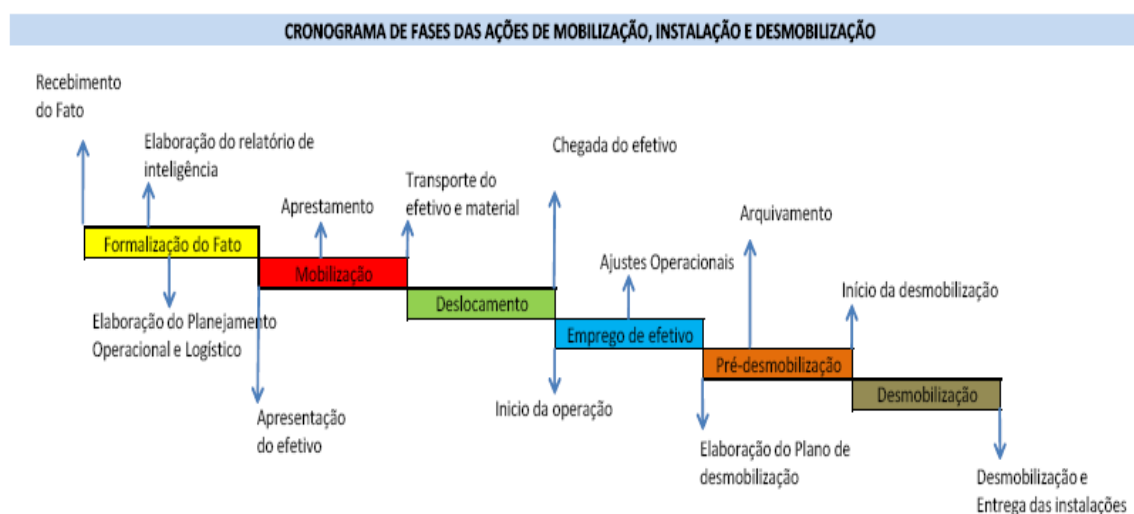 CRONOGRAMA DE FASES DAS AÇÕES DE MOBILIZAÇÃO, INSTALAÇÃO E DESMOBILIZAÇÃO
Recebimento
do Fato
Elaboração do relatório de
inteligência
Aprestamento
Transporte do
efetivo e material
Chegada do efetivo
Arquivamento
Formalização do Fato
Mobilização
Ajustes Operacionais
Início da desmobilização
Deslocamento
Elaboração do Planejamento
Operacional e Logístico
Emprego de efetivo
Pré-desmobilização
Desmobilização
Apresentação
do efetivo
Inicio da operação
Elaboração do Plano de
desmobilização
Desmobilização e
Entrega das instalações